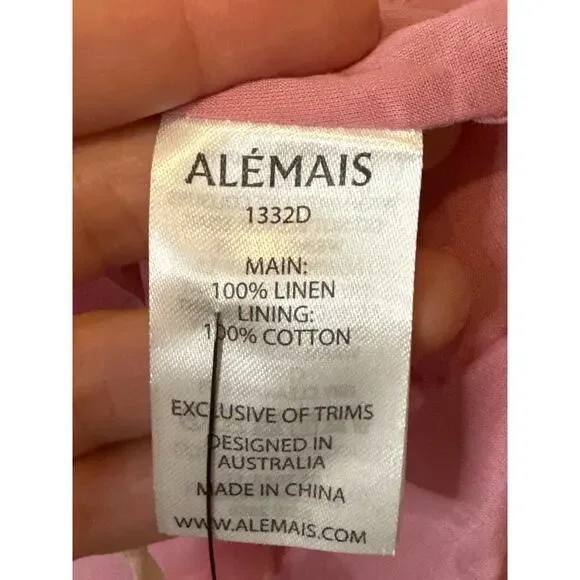 ALÉMAIS
1332D
MAIN:
100% LINEN
LINING:
100% COTTON
EXCLUSIVE OF TRIMS
DESIGNED IN
AUSTRALIA
MADE IN CHINA
WWW.ALEMAIS.COM